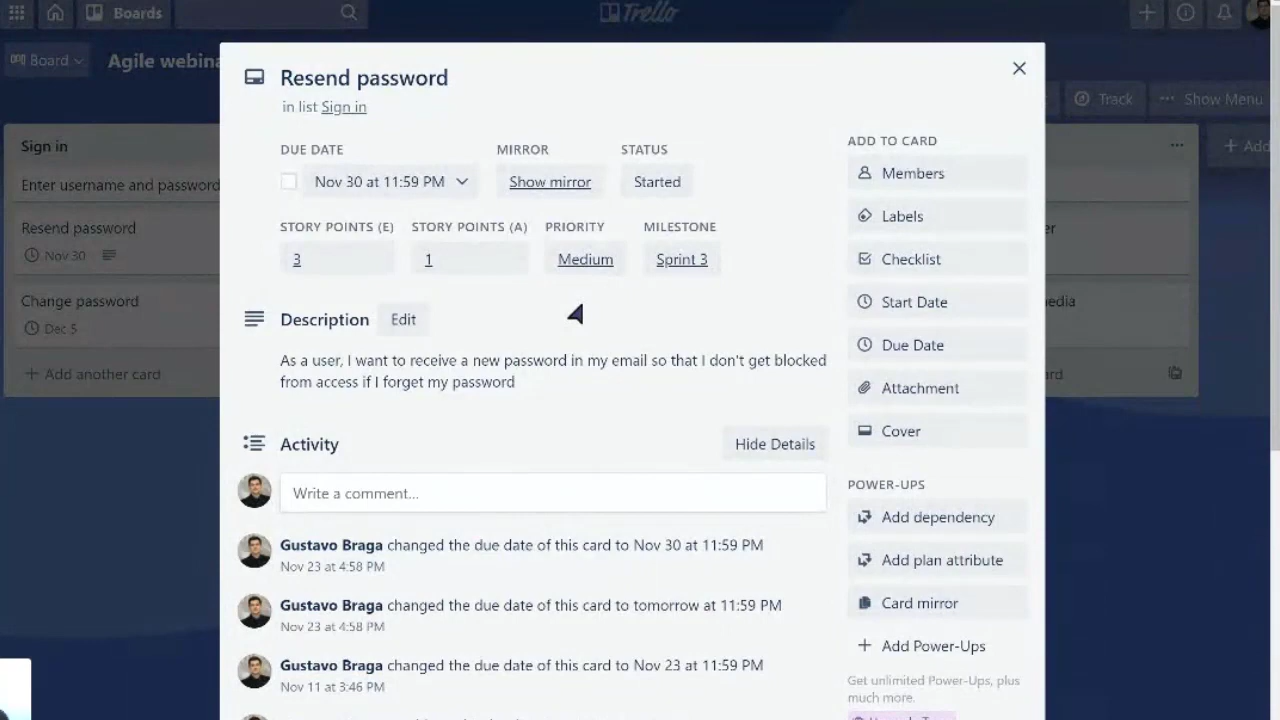 Boards
Trello
Board
Agile webina
Track
Show Menu
Sign in
Enter username and password
Resend password
Nov 30
Change password
Dec 5
Add another card
Add
er
nedia
rd
Resend password
in list Sign in
DUE DATE
MIRROR
STATUS
Nov 30 at 11:59 PM
Show mirror
Started
STORY POINTS (E)
STORY POINTS (A)
PRIORITY
MILESTONE
3
1
Medium
Sprint 3
Description
Edit
As a user, I want to receive a new password in my email so that I don't get blocked
from access if I forget my password
Activity
Hide Details
Write a comment...
Gustavo Braga changed the due date of this card to Nov 30 at 11:59 PM
Nov 23 at 4:58 PM
Gustavo Braga changed the due date of this card to tomorrow at 11:59 PM
Nov 23 at 4:58 PM
Gustavo Braga changed the due date of this card to Nov 23 at 11:59 PM
Nov 11 at 3:46 PM
ADD TO CARD
Members
Labels
Checklist
Start Date
Due Date
Attachment
Cover
POWER-UPS
Add dependency
Add plan attribute
Card mirror
Add Power-Ups
Get unlimited Power-Ups, plus
much more.